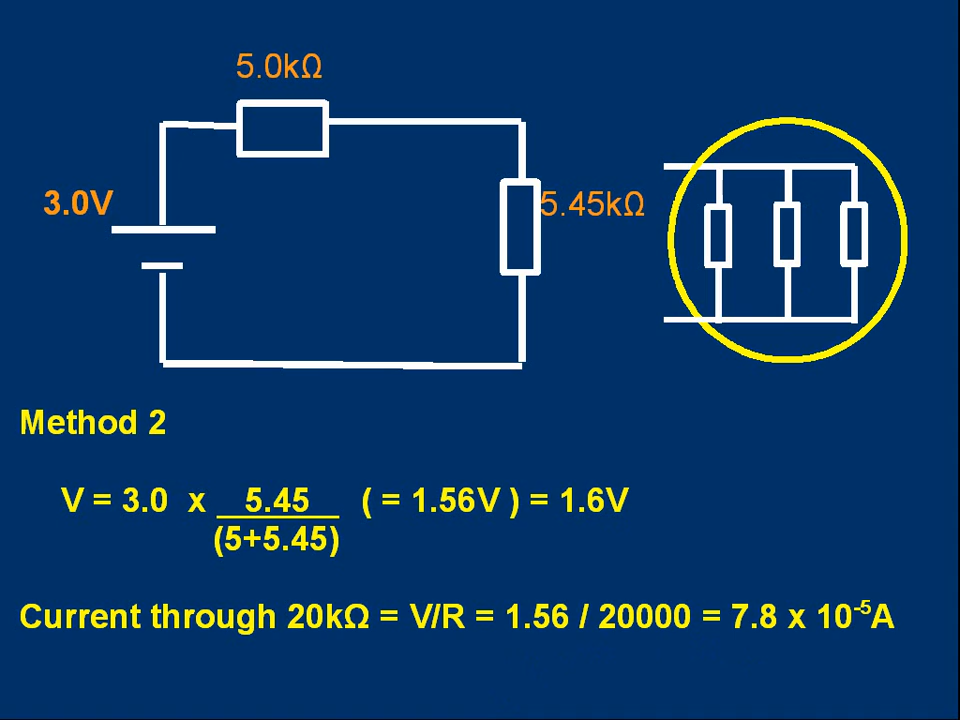 5.0kΩ
3.0V
5.45kΩ
Method 2
V = 3.0 x 5.45 ( = 1.56V ) = 1.6V
(5+5.45)
Current through 20kΩ = V/R = 1.56 / 20000 = 7.8 x 10⁻⁵A